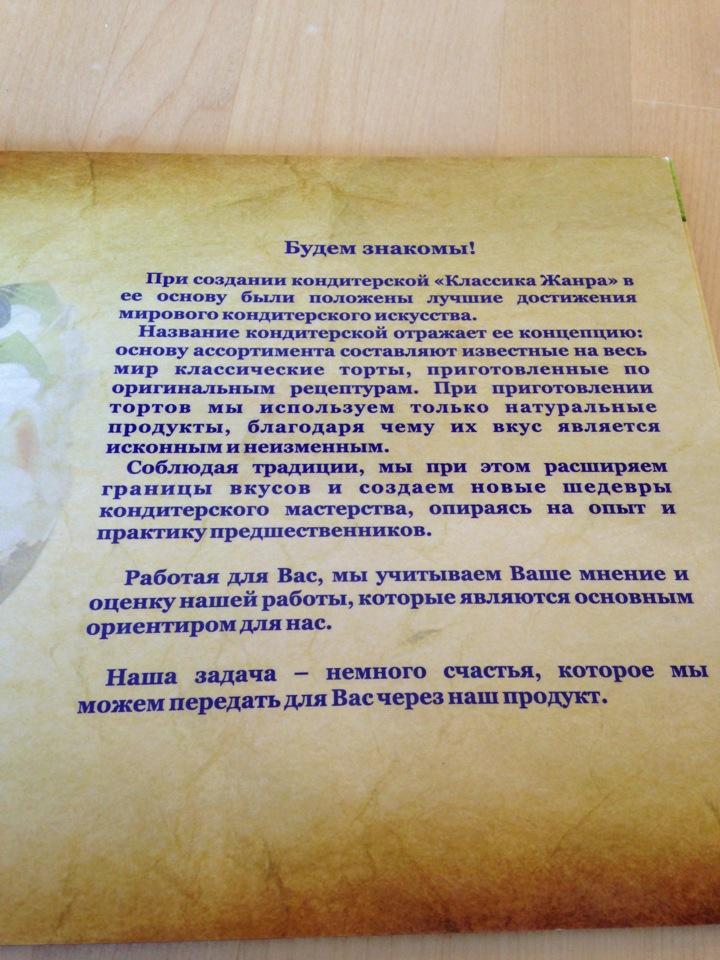 Будем знакомы!
При создании кондитерской «Классика Жанра» в
ее основу были положены лучшие достижения
мирового кондитерского искусства.
Название кондитерской отражает ее концепцию:
основу ассортимента составляют известные на весь
мир классические торты, приготовленные по
оригинальным рецептурам. При приготовлении
тортов мы используем только натуральные
продукты, благодаря чему их вкус является
исконным и неизменным.
Соблюдая традиции, мы при этом расширяем
границы вкусов и создаем новые шедевры
кондитерского мастерства, опираясь на опыт и
практику предшественников.
Работая для Вас, мы учитываем Ваше мнение и
оценку нашей работы, которые являются основным
ориентиром для нас.
Наша задача – немного счастья, которое мы
можем передать для Вас через наш продукт.